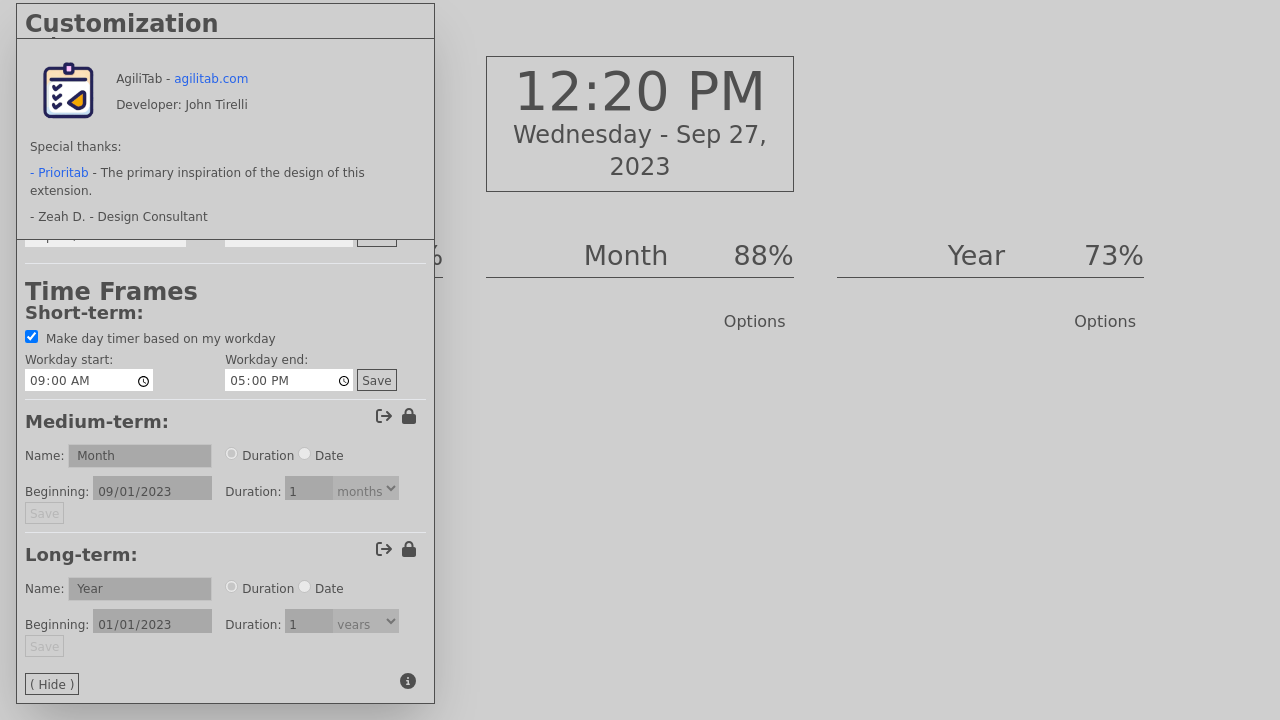 Customization
AgiliTab - agilitab.com
Developer: John Tirelli
Special thanks:
- Prioritab - The primary inspiration of the design of this
extension.
- Zeah D. - Design Consultant
Time Frames
Short-term:
Make day timer based on my workday
Workday start: Workday end:
09:00 AM 05:00 PM Save
Medium-term:
Name: Month Duration Date
Beginning: 09/01/2023 Duration: 1 months
Save
Long-term:
Name: Year Duration Date
Beginning: 01/01/2023 Duration: 1 years
Save
( Hide )
12:20 PM
Wednesday - Sep 27,
2023
% Month 88% Year 73%
Options Options